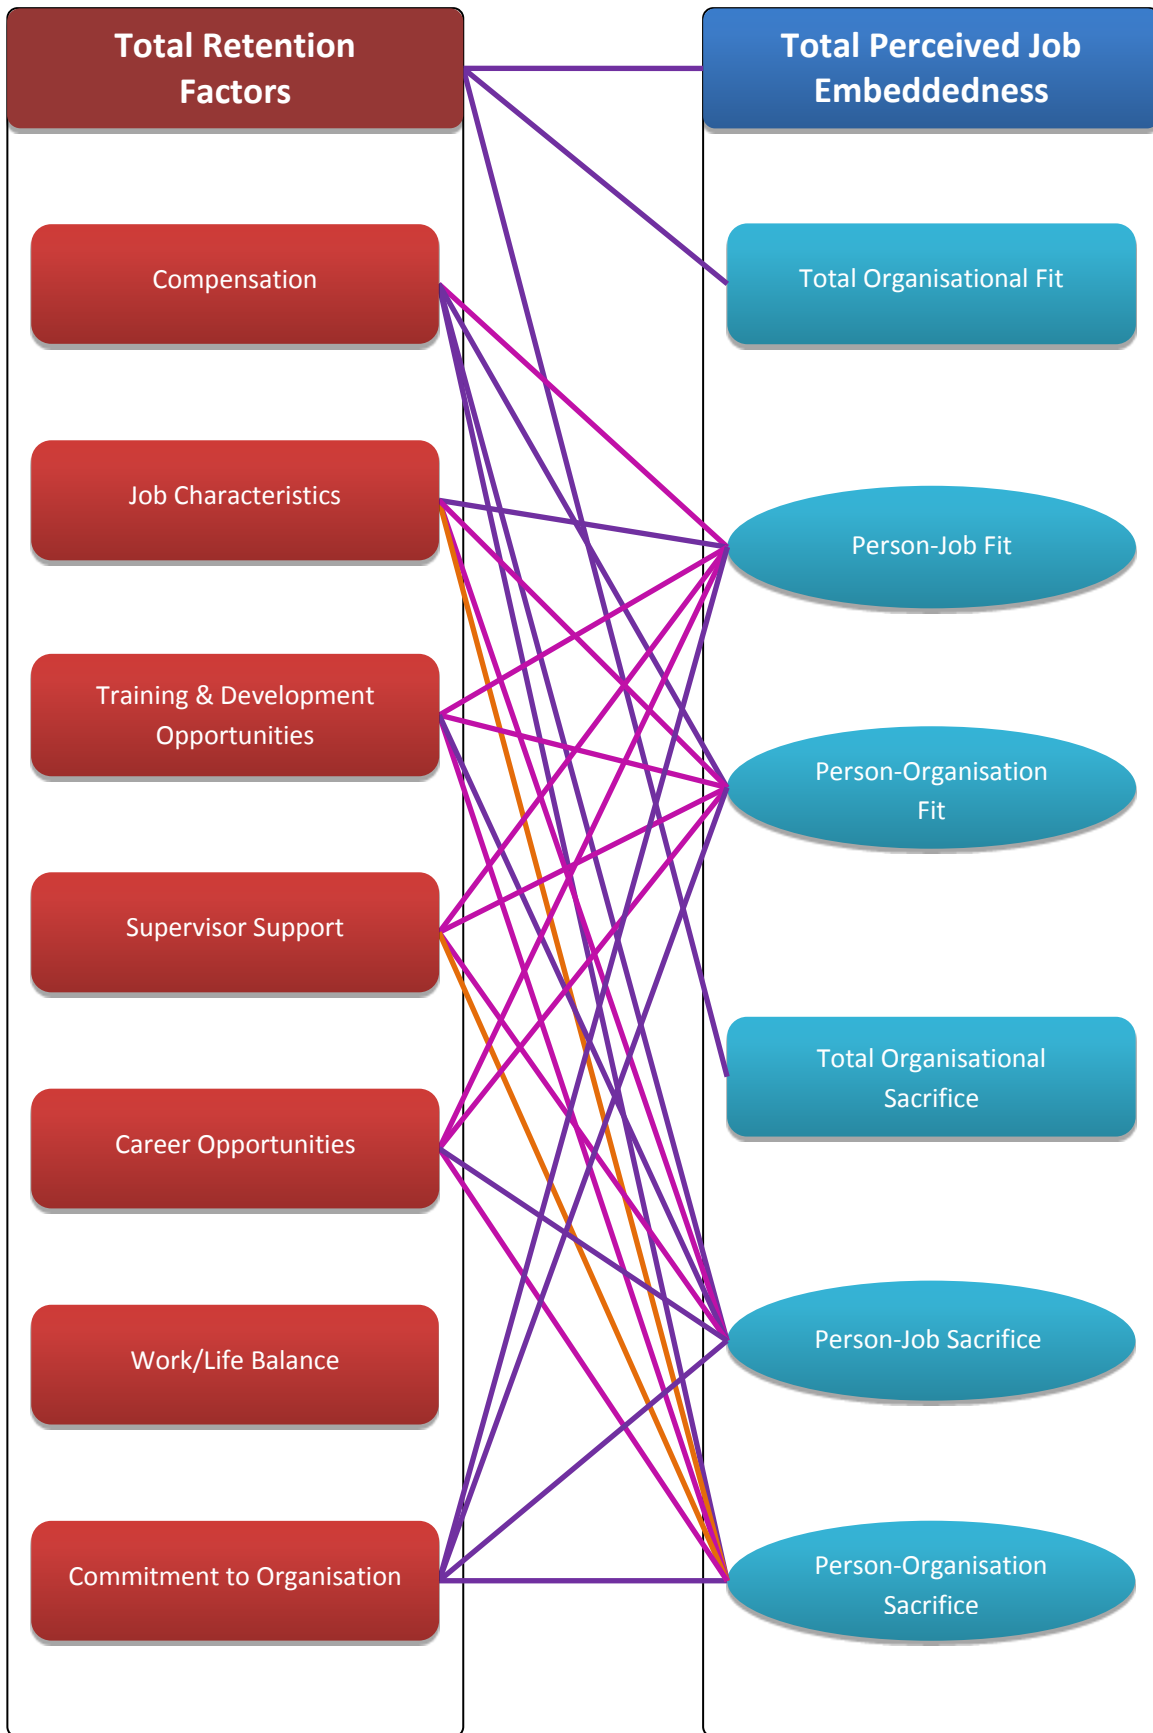 Total Retention
Factors
Compensation
Job Characteristics
Training & Development
Opportunities
Supervisor Support
Career Opportunities
Work/Life Balance
Commitment to Organisation
Total Perceived Job
Embeddedness
Total Organisational Fit
Person-Job Fit
Person-Organisation
Fit
Total Organisational
Sacrifice
Person-Job Sacrifice
Person-Organisation
Sacrifice